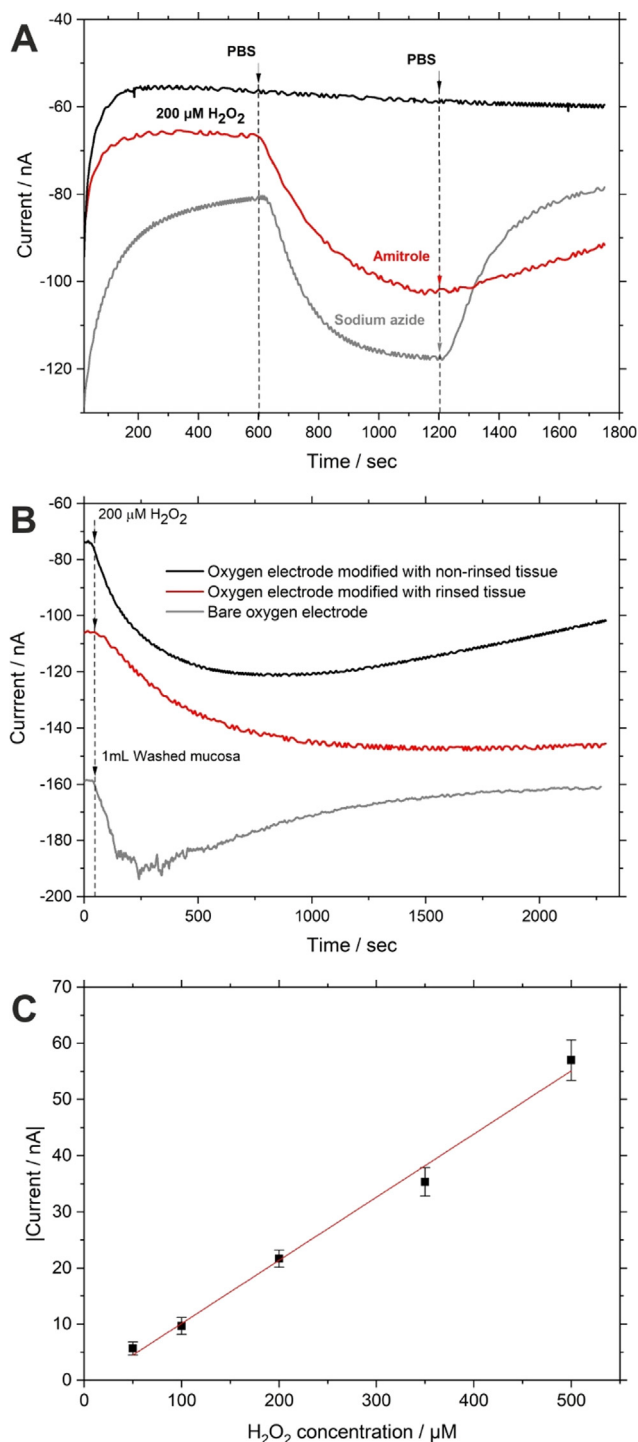 A
-40
-60
-80
-100
-120
Current / nA
PBS
PBS
200 µM H₂O₂
Amitrole
Sodium azide
200 400 600 800 1000 1200 1400 1600 1800
Time / sec
B
-60
-80
-100
-120
-140
-160
-180
-200
Currrent / nA
200 µM H₂O₂
Oxygen electrode modified with non-rinsed tissue
Oxygen electrode modified with rinsed tissue
Bare oxygen electrode
1mL Washed mucosa
0 500 1000 1500 2000
Time / sec
C
70
60
50
40
30
20
10
0
|Current / nA|
0 100 200 300 400 500
H₂O₂ concentration / µM